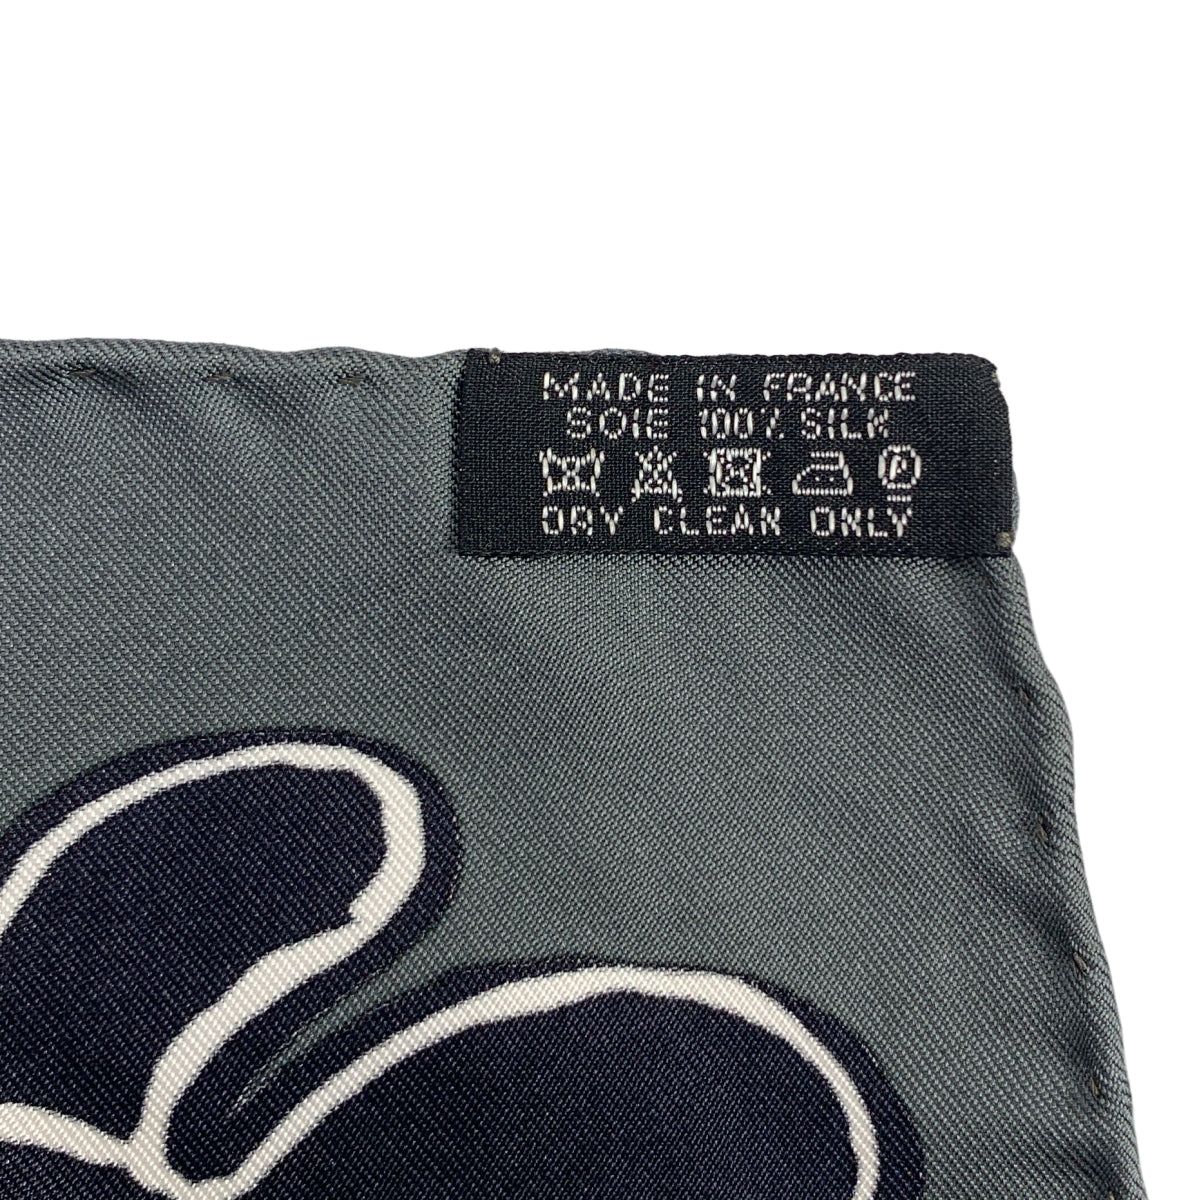 MADE IN FRANCE
SOIE 100% SILK
P
DRY CLEAN ONLY